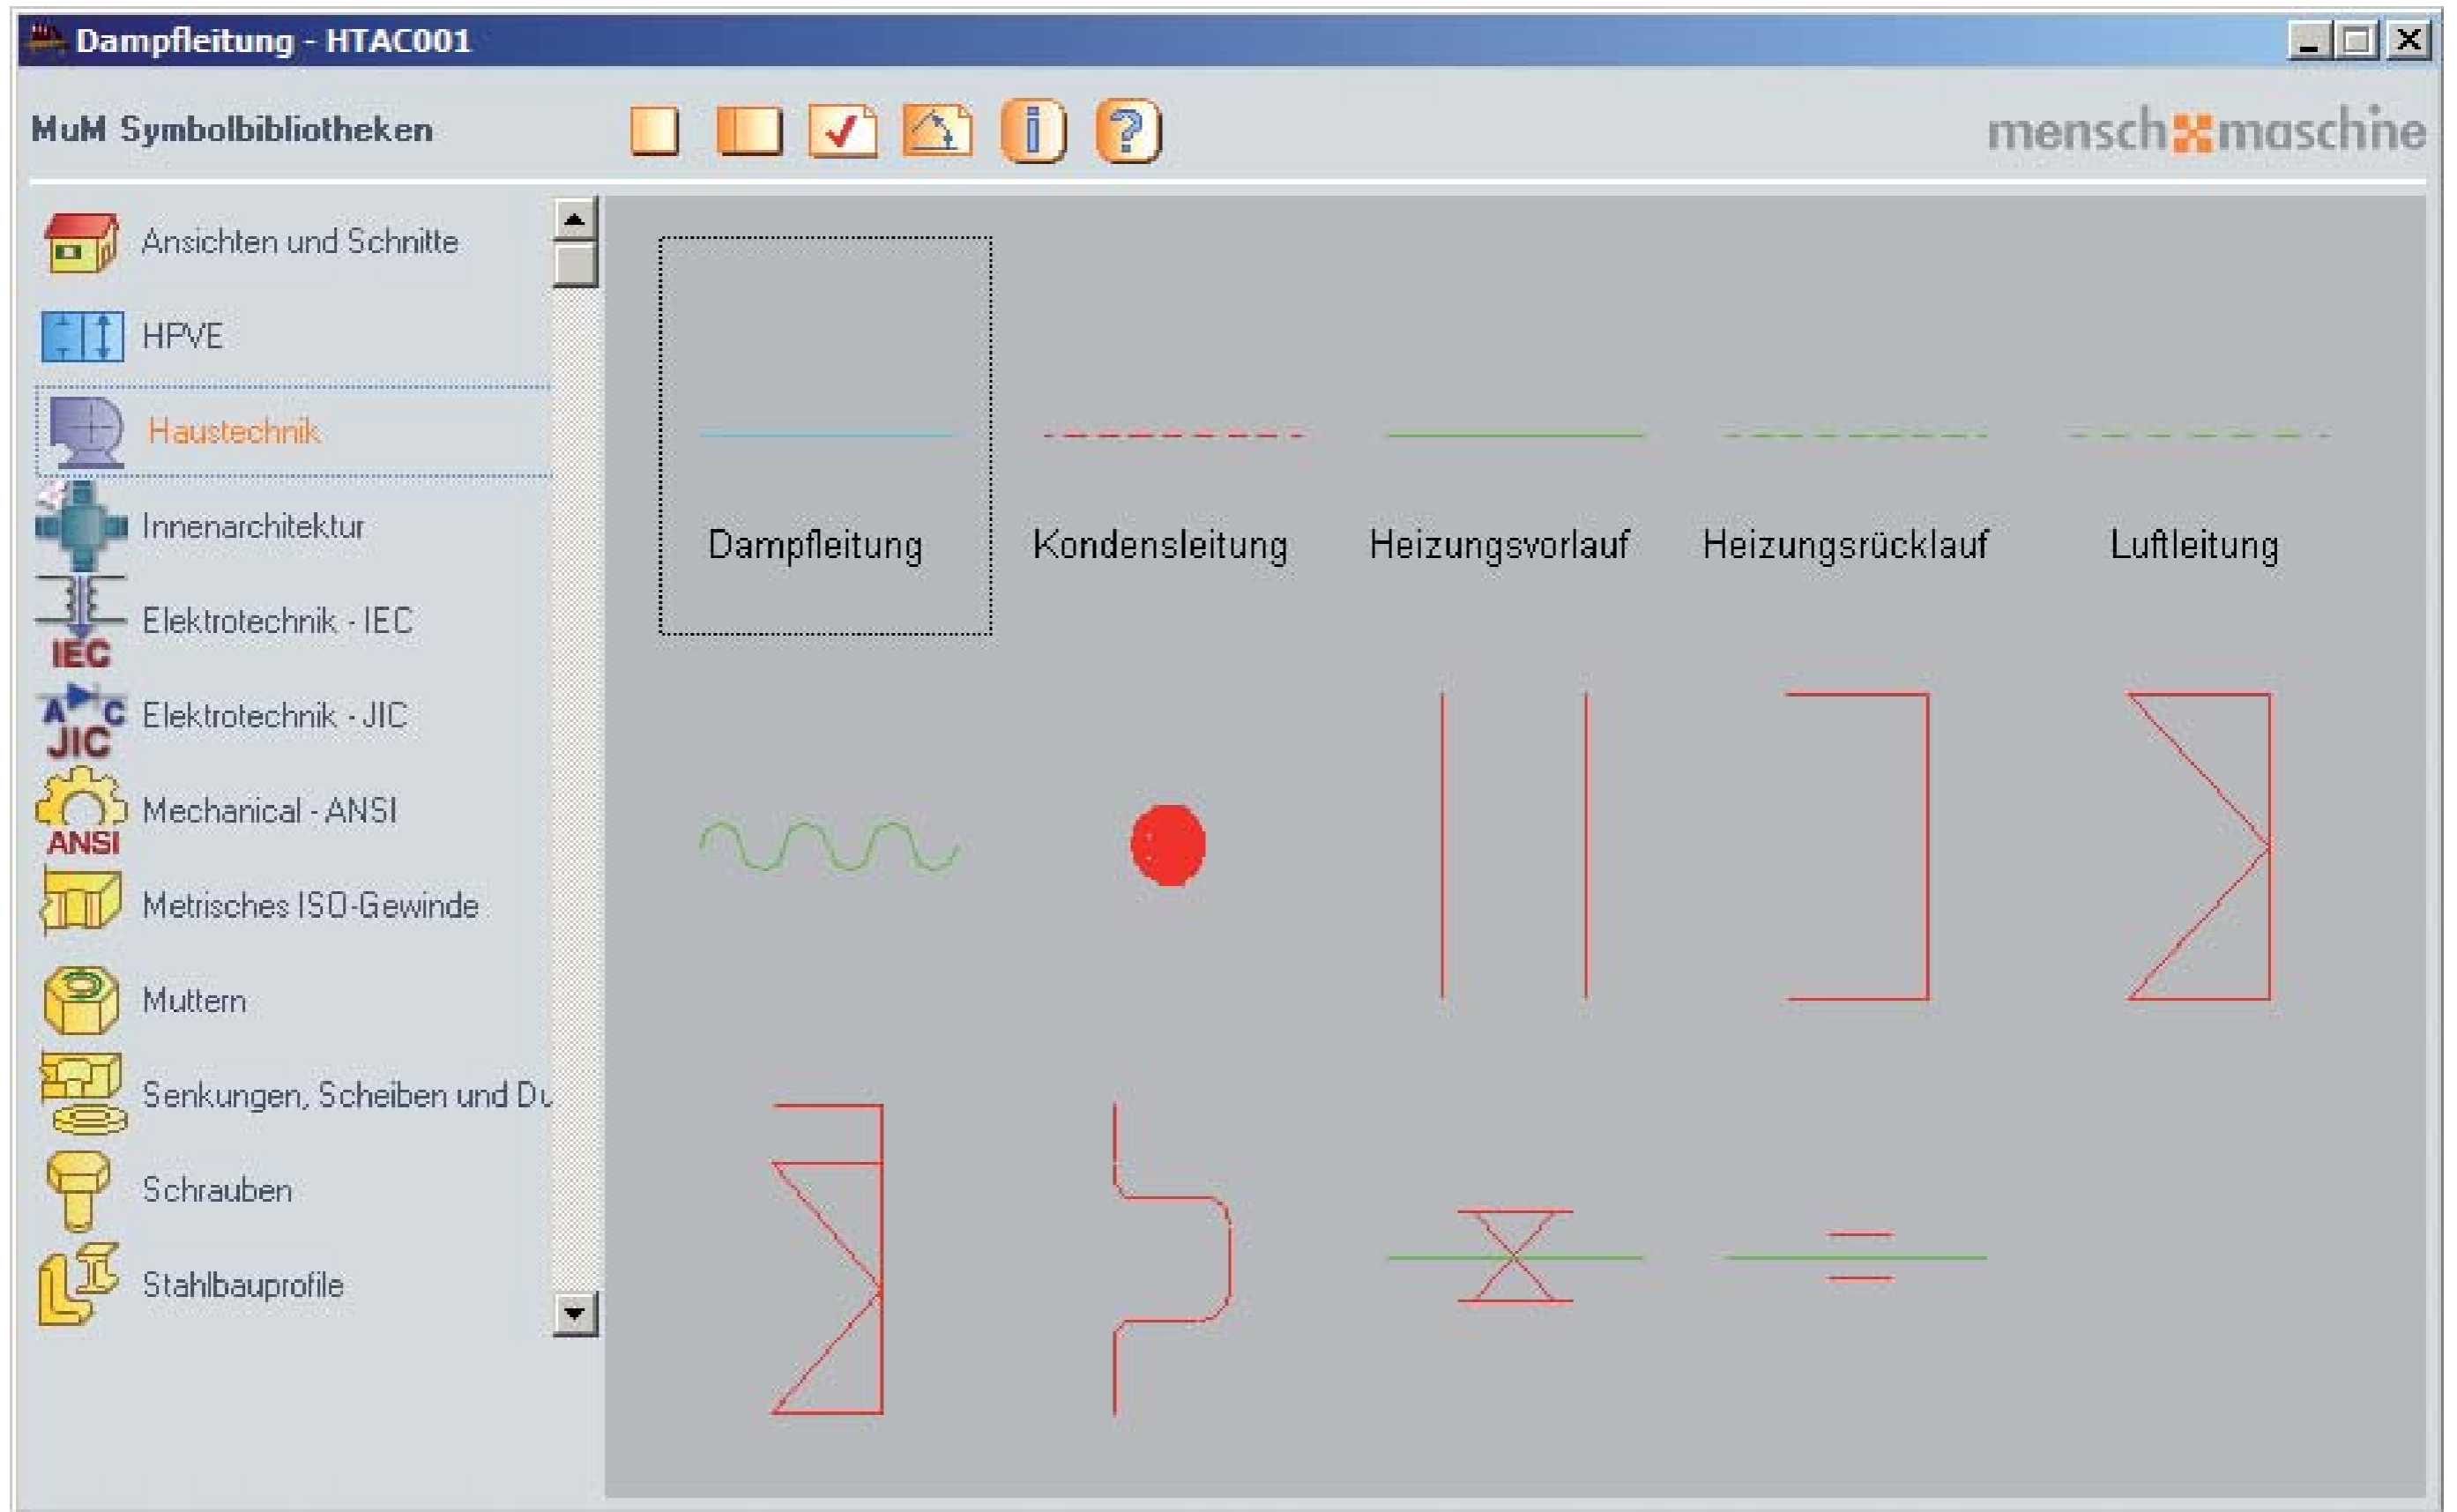 Dampfleitung - HTAC001
MuM Symbolbibliotheken
mensch maschine
Ansichten und Schnitte
HPVE
Haustechnik
Innenarchitektur
IEC
Elektrotechnik - IEC
A C
JIC
Elektrotechnik - JIC
ANSI
Mechanical - ANSI
Metrisches ISO-Gewinde
Muttern
Senkungen, Scheiben und Du
Schrauben
Stahlbauprofile
Dampfleitung
Kondensleitung
Heizungsvorlauf
Heizungsrücklauf
Luftleitung